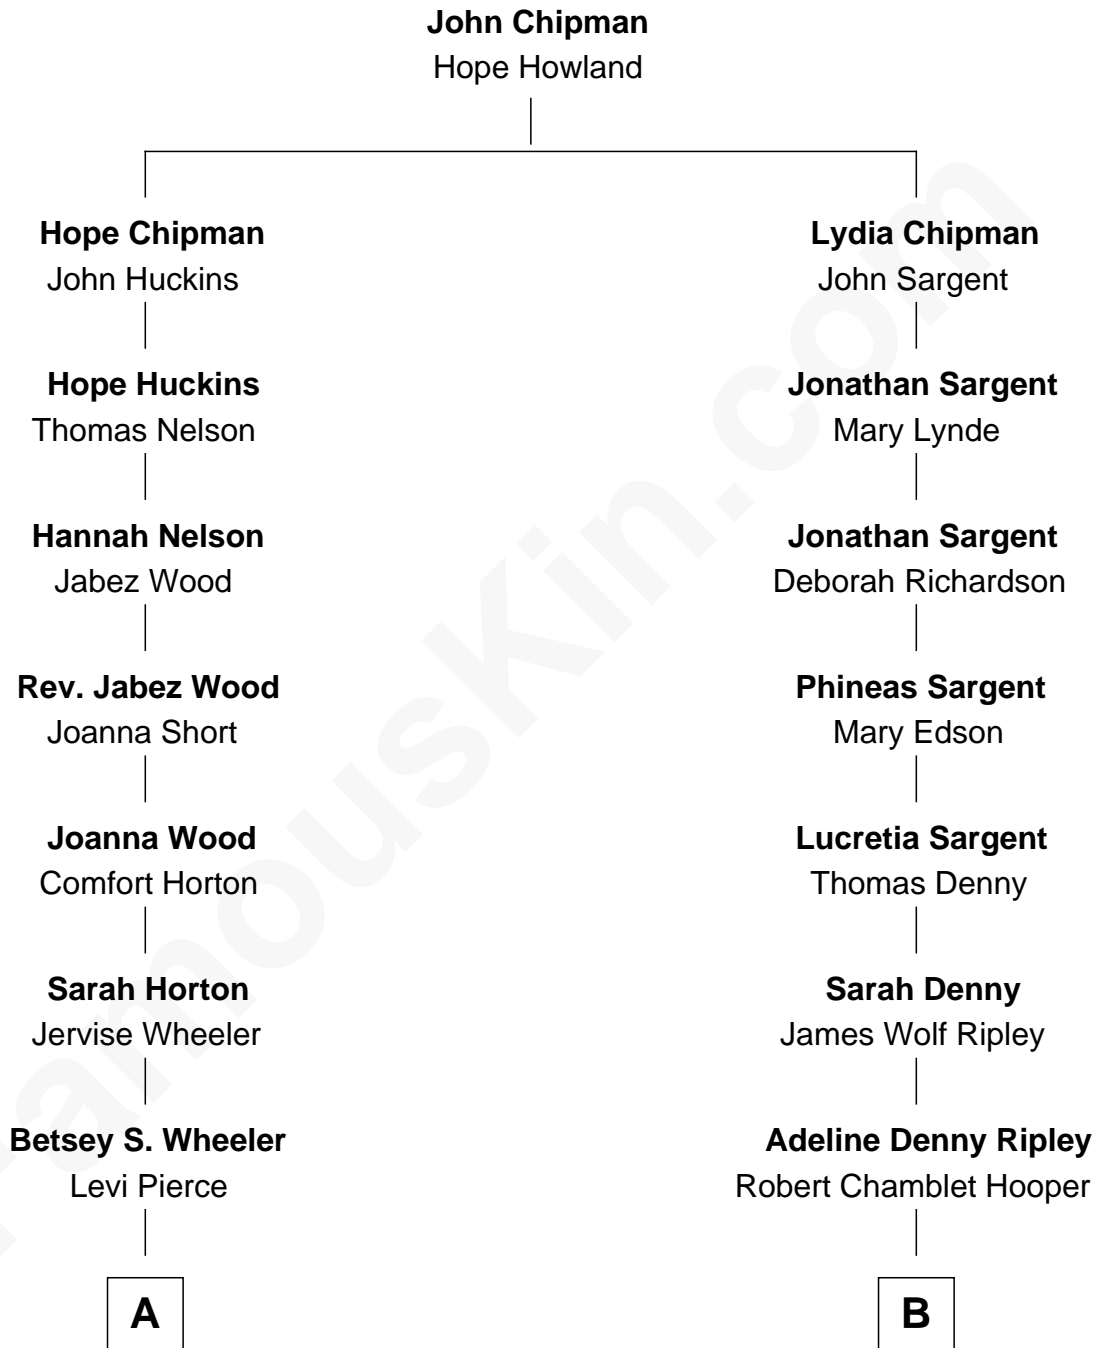 John Chipman
Hope Howland
Hope Chipman
John Huckins
Lydia Chipman
John Sargent
Hope Huckins
Thomas Nelson
Jonathan Sargent
Mary Lynde
Hannah Nelson
Jabez Wood
Jonathan Sargent
Deborah Richardson
Rev. Jabez Wood
Joanna Short
Phineas Sargent
Mary Edson
Joanna Wood
Comfort Horton
Lucretia Sargent
Thomas Denny
Sarah Horton
Jervise Wheeler
Sarah Denny
James Wolf Ripley
Betsey S. Wheeler
Levi Pierce
Adeline Denny Ripley
Robert Chamblet Hooper
A
B
FamousKin.com